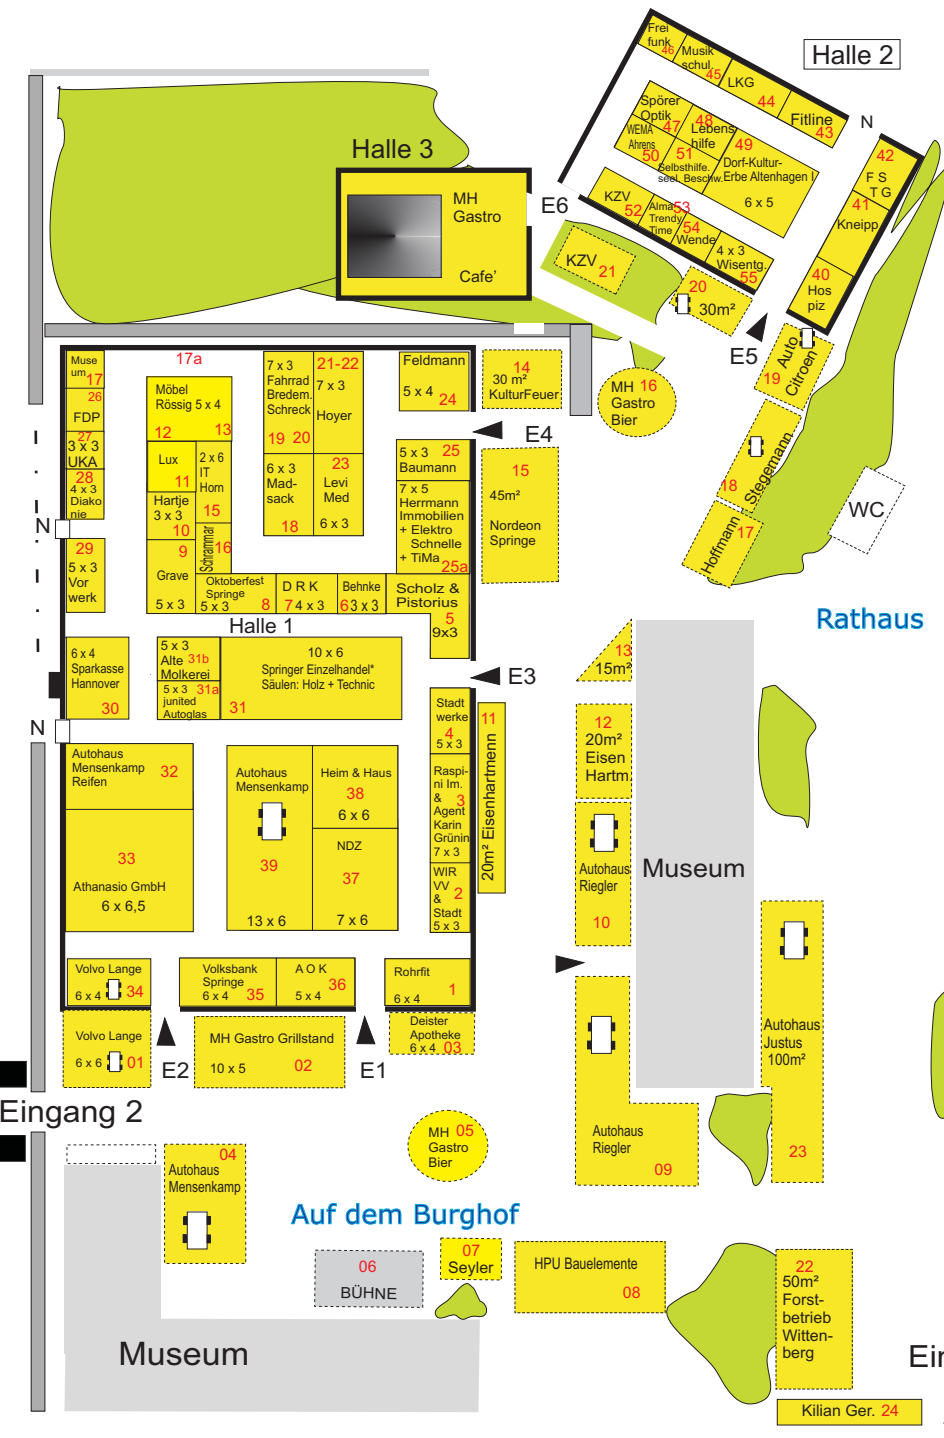 Halle 2
Frei
funk
46
Musik
schul.
45
LKG
44
Fitline
43
N
Spörer
Optik
47
48
Lebens
hilfe
49
Dorf-Kultur-
Erbe Altenhagen I
6 x 5
WEMA
Ahrens
50
51
Selbsthilfe.
seel. Beschw.
42
F S
T G
41
Kneipp
40
Hos
piz
KZV
52
Alma
53
Trendy
Time
54
Wende
4 x 3
Wisentg.
55
E6
KZV 21
20
30m²
E5
Halle 3
MH
Gastro
Cafe'
19
Auto
Citroen
18
Stegemann
Hoffmann
17
WC
MH 16
Gastro
Bier
Rathaus
14
30 m²
KulturFeuer
E4
15
45m²
Nordeon
Springe
Muse
um
17
17a
26
FDP
27
3 x 3
UKA
28
4 x 3
Diako
nie
N
29
5 x 3
Vor
werk
Möbel
Rössig 5 x 4
12
13
Lux
11
2 x 6
IT
Horn
15
Hartje
3 x 3
10
Schrammar
16
9
Grave
5 x 3
Oktoberfest
Springe
5 x 3
8
D R K
7 4 x 3
Behnke
6 3 x 3
7 x 3
Fahrrad
Bredem.
Schreck
19 20
21-22
7 x 3
Hoyer
6 x 3
Mad-
sack
18
23
Levi
Med
6 x 3
Feldmann
5 x 4
24
5 x 3 25
Baumann
7 x 5
Herrmann
Immobilien
+ Elektro
Schnelle
+ TiMa
25a
Scholz &
Pistorius
5
9x3
Halle 1
6 x 4
Sparkasse
Hannover
30
N
5 x 3
Alte 31b
Molkerei
5 x 3 31a
junited
Autoglas
10 x 6
Springer Einzelhandel*
Säulen: Holz + Technic
31
E3
Stadt
werke
4
5 x 3
Raspi-
ni Im.
&
3
Agent
Karin
Grünin
7 x 3
WIR
VV
2
&
Stadt
5 x 3
11
20m² Eisenhartmenn
Autohaus
Mensenkamp
Reifen
32
33
Athanasio GmbH
6 x 6,5
Autohaus
Mensenkamp
39
13 x 6
Heim & Haus
38
6 x 6
NDZ
37
7 x 6
Volvo Lange
6 x 4 34
Volksbank
Springe
6 x 4 35
A O K
36
5 x 4
Rohrfit
1
6 x 4
Volvo Lange
6 x 6 01
E2
MH Gastro Grillstand
10 x 5 02
E1
Deister
Apotheke
6 x 4 03
13
15m²
12
20m²
Eisen
Hartm.
Autohaus
Riegler
10
Museum
Autohaus
Riegler
09
Autohaus
Justus
100m²
23
Eingang 2
04
Autohaus
Mensenkamp
MH 05
Gastro
Bier
Auf dem Burghof
06
BÜHNE
07
Seyler
HPU Bauelemente
08
22
50m²
Forst-
betrieb
Witten-
berg
Museum
Kilian Ger. 24